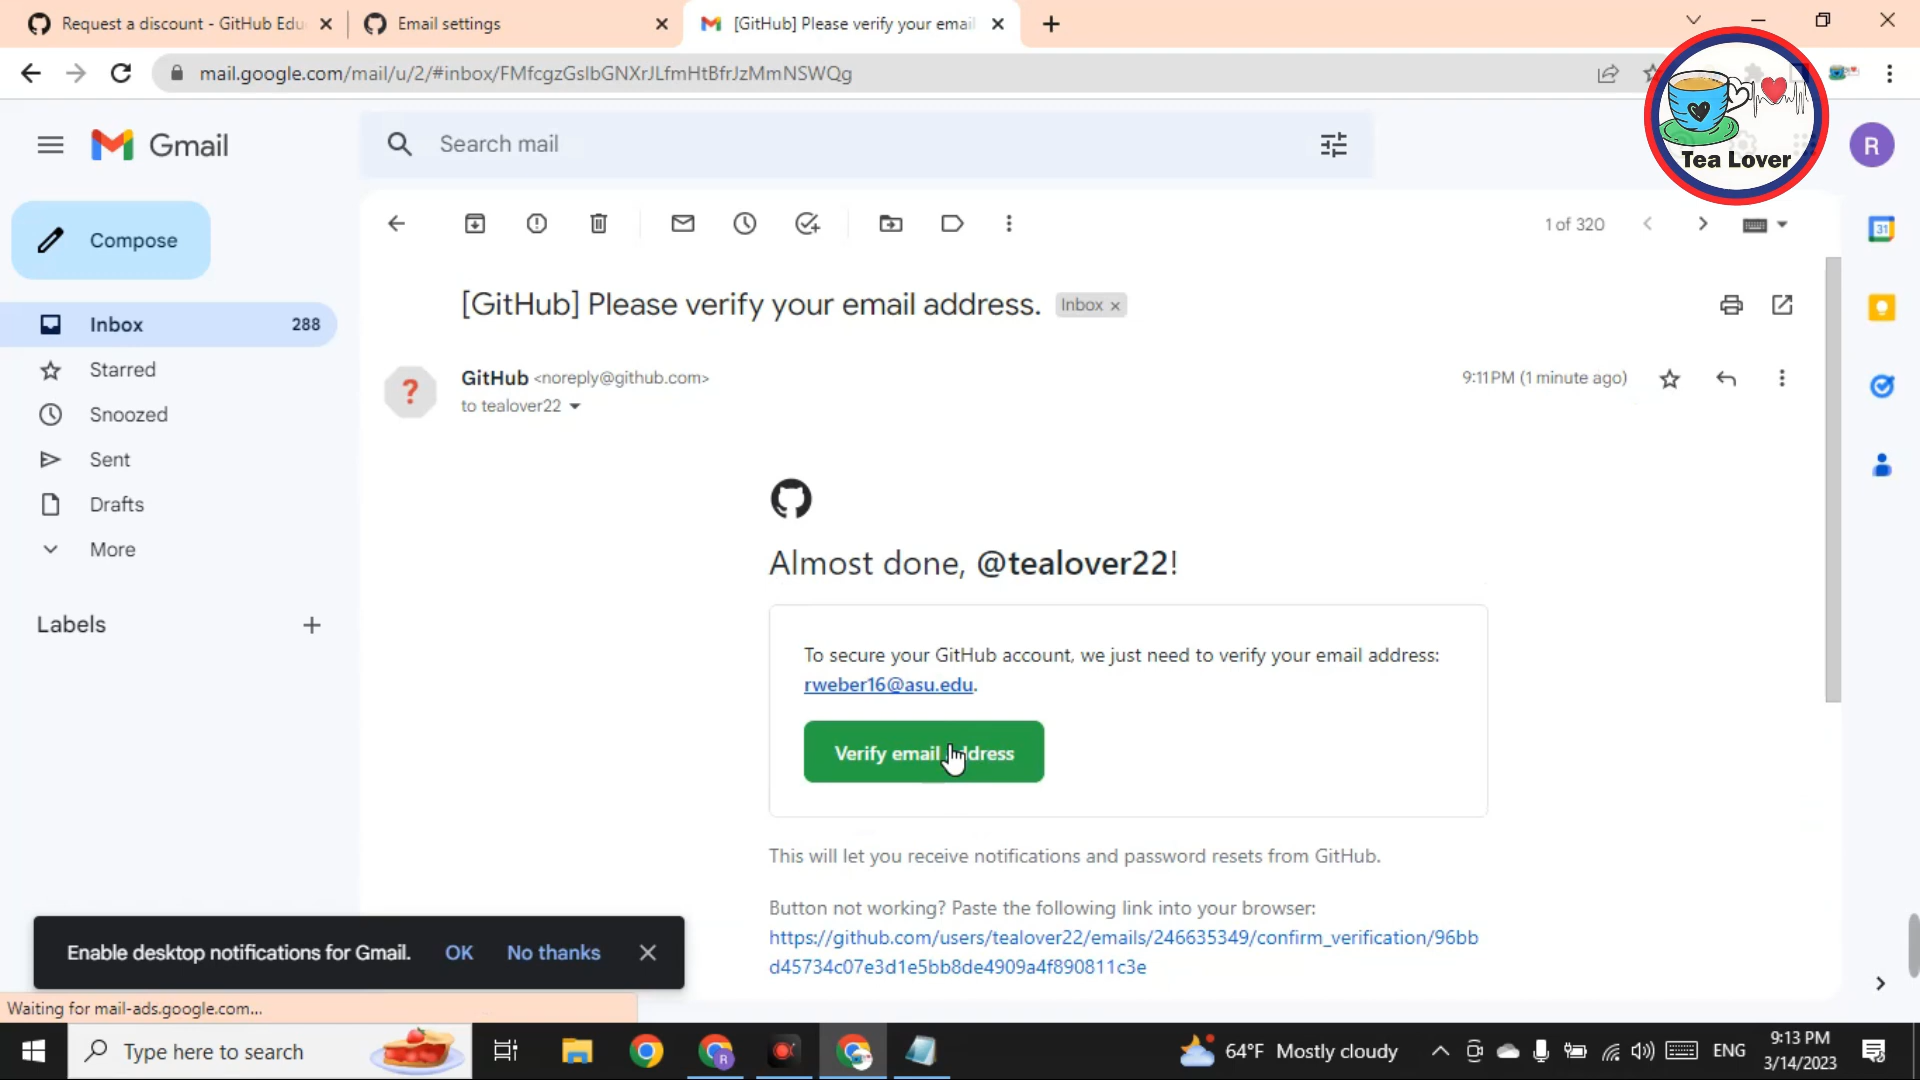 Request a discount - GitHub Edu
Email settings
[GitHub] Please verify your email
mail.google.com/mail/u/2/#inbox/FMfcgzGslbGNXrJLfmHtBfrJzMmNSWQg
Gmail
Search mail
Tea Lover
R
Compose
1 of 320
31
[GitHub] Please verify your email address.
Inbox ×
Inbox 288
Starred
Snoozed
Sent
Drafts
More
Labels
GitHub <noreply@github.com>
9:11 PM (1 minute ago)
to tealover22
Almost done, @tealover22!
To secure your GitHub account, we just need to verify your email address:
rweber16@asu.edu.
Verify email address
This will let you receive notifications and password resets from GitHub.
Button not working? Paste the following link into your browser:
https://github.com/users/tealover22/emails/246635349/confirm_verification/96bb
d45734c07e3d1e5bb8de4909a4f890811c3e
Enable desktop notifications for Gmail. OK No thanks
Waiting for mail-ads.google.com...
Type here to search
R
64°F Mostly cloudy
ENG
9:13 PM
3/14/2023